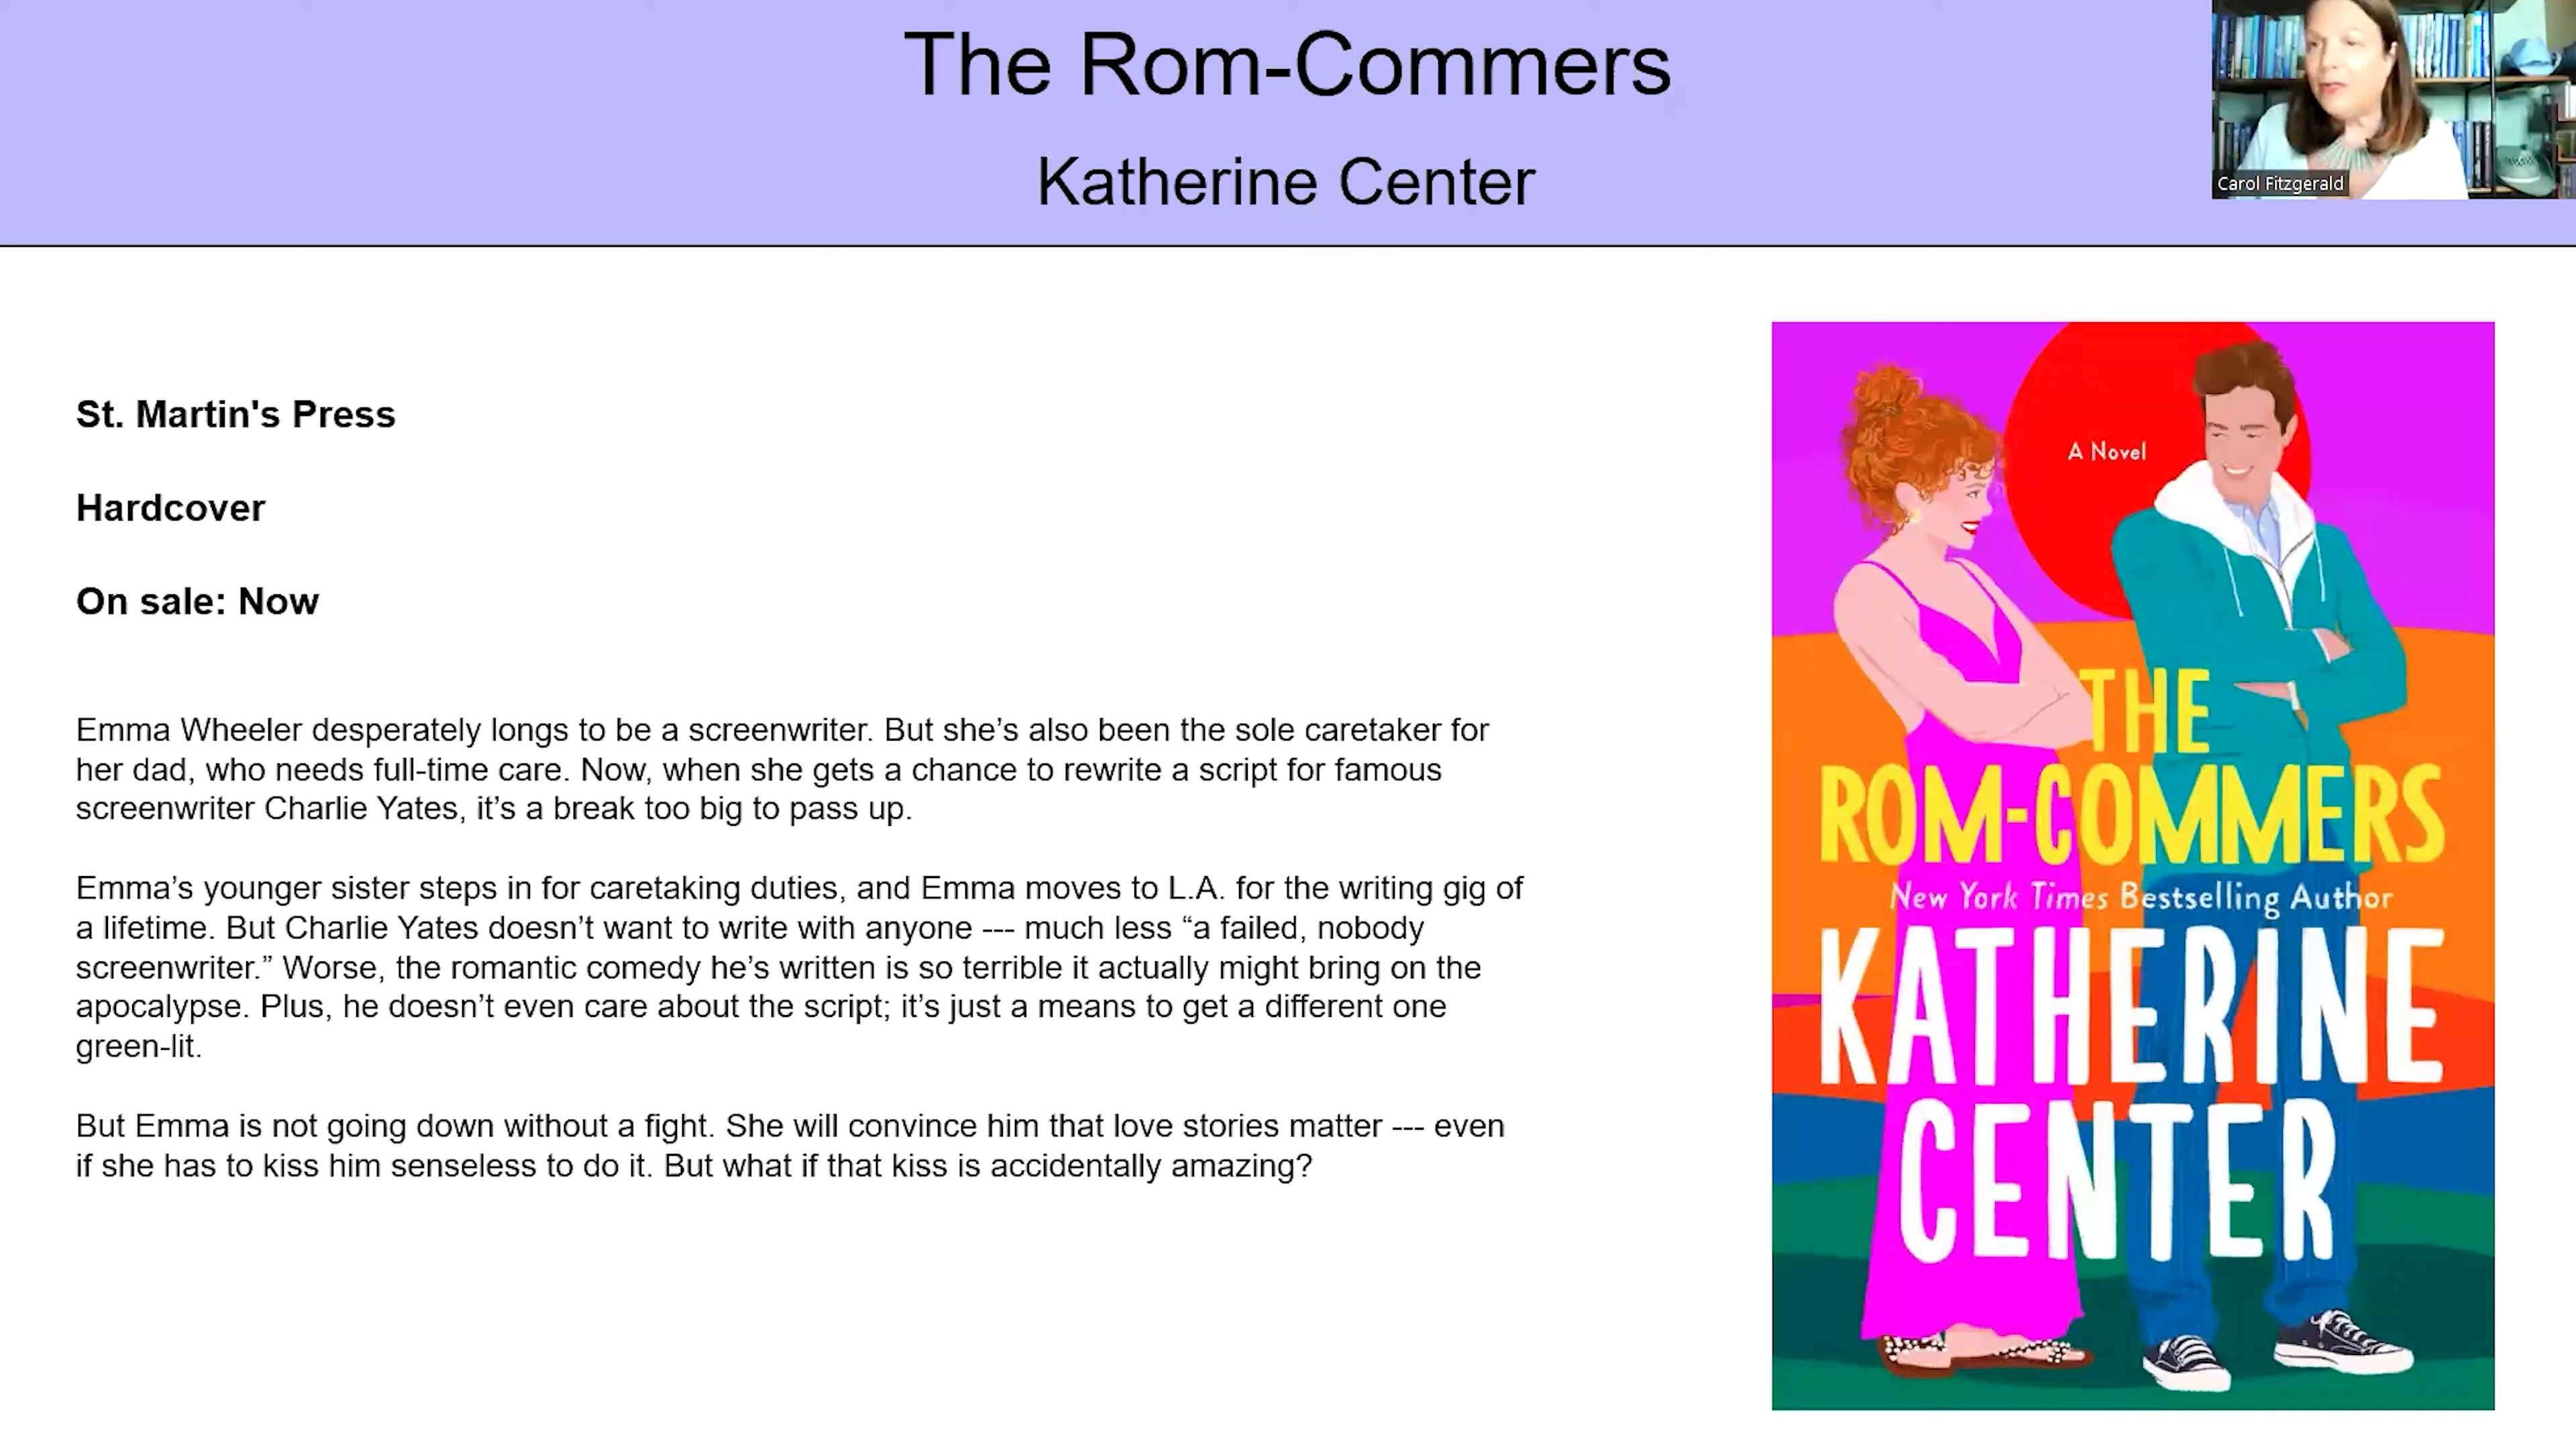 The Rom-Commers
Katherine Center
Carol Fitzgerald
St. Martin's Press
Hardcover
On sale: Now
Emma Wheeler desperately longs to be a screenwriter. But she’s also been the sole caretaker for
her dad, who needs full-time care. Now, when she gets a chance to rewrite a script for famous
screenwriter Charlie Yates, it’s a break too big to pass up.
Emma’s younger sister steps in for caretaking duties, and Emma moves to L.A. for the writing gig of
a lifetime. But Charlie Yates doesn’t want to write with anyone --- much less “a failed, nobody
screenwriter.” Worse, the romantic comedy he’s written is so terrible it actually might bring on the
apocalypse. Plus, he doesn’t even care about the script; it’s just a means to get a different one
green-lit.
But Emma is not going down without a fight. She will convince him that love stories matter --- even
if she has to kiss him senseless to do it. But what if that kiss is accidentally amazing?
A Novel
THE
ROM-COMMERS
New York Times Bestselling Author
KATHERINE
CENTER